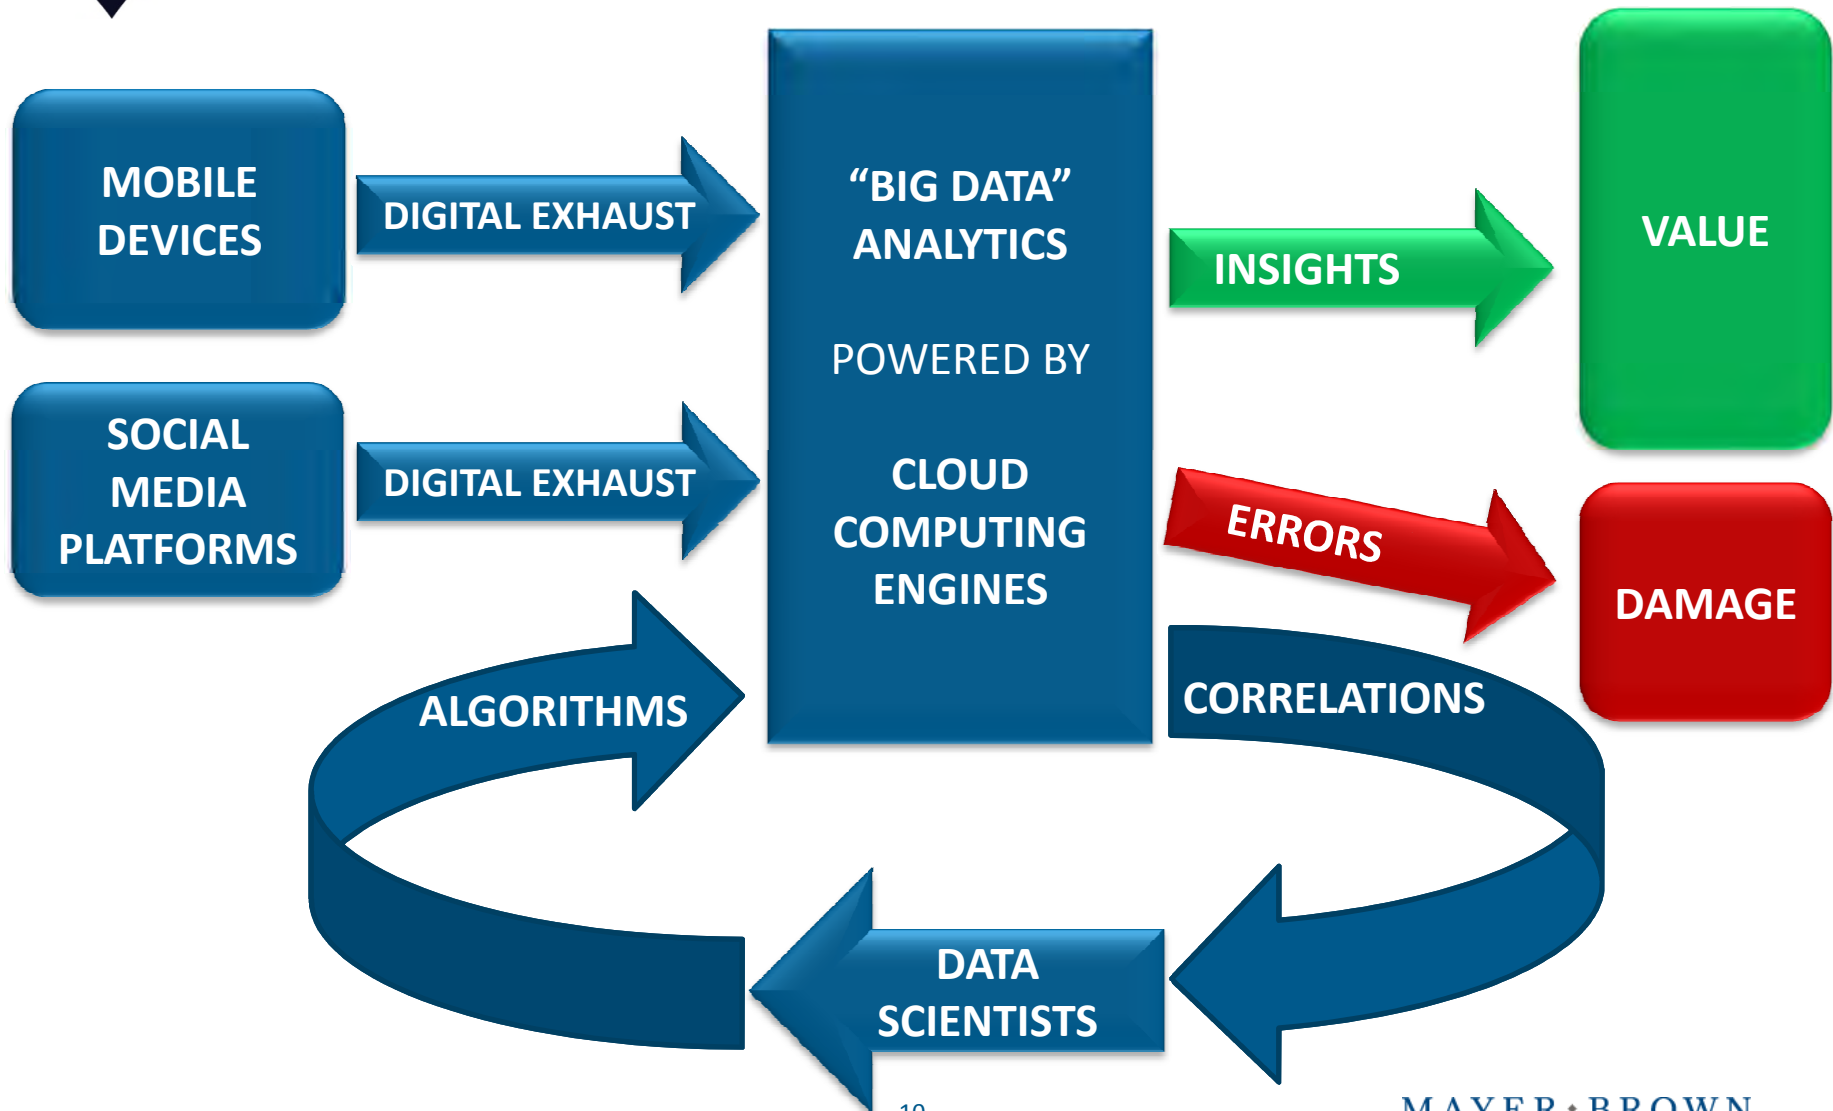 MOBILE
DEVICES
DIGITAL EXHAUST
SOCIAL
MEDIA
PLATFORMS
DIGITAL EXHAUST
“BIG DATA”
ANALYTICS
POWERED BY
CLOUD
COMPUTING
ENGINES
INSIGHTS
VALUE
ERRORS
DAMAGE
ALGORITHMS
CORRELATIONS
DATA
SCIENTISTS
MAYER • BROWN